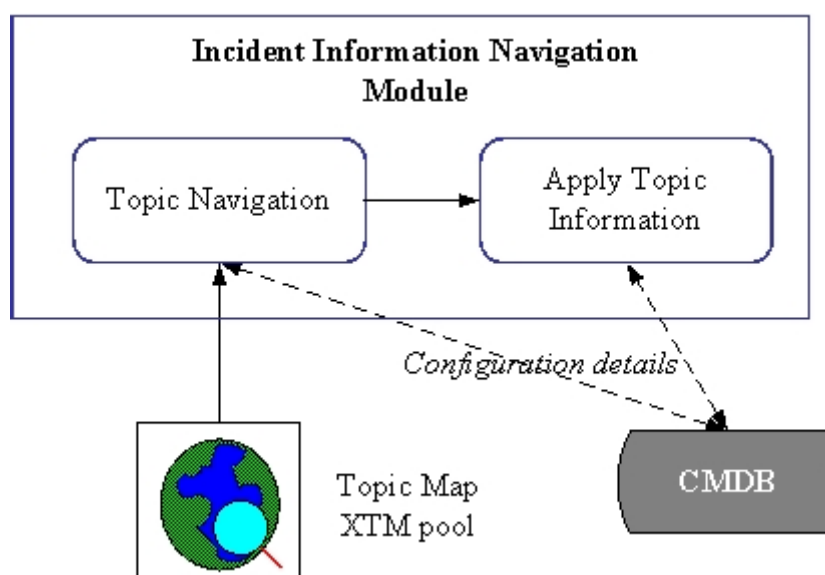 Incident Information Navigation
Module
Topic Navigation
Apply Topic
Information
Configuration details
Topic Map
XTM pool
CMDB